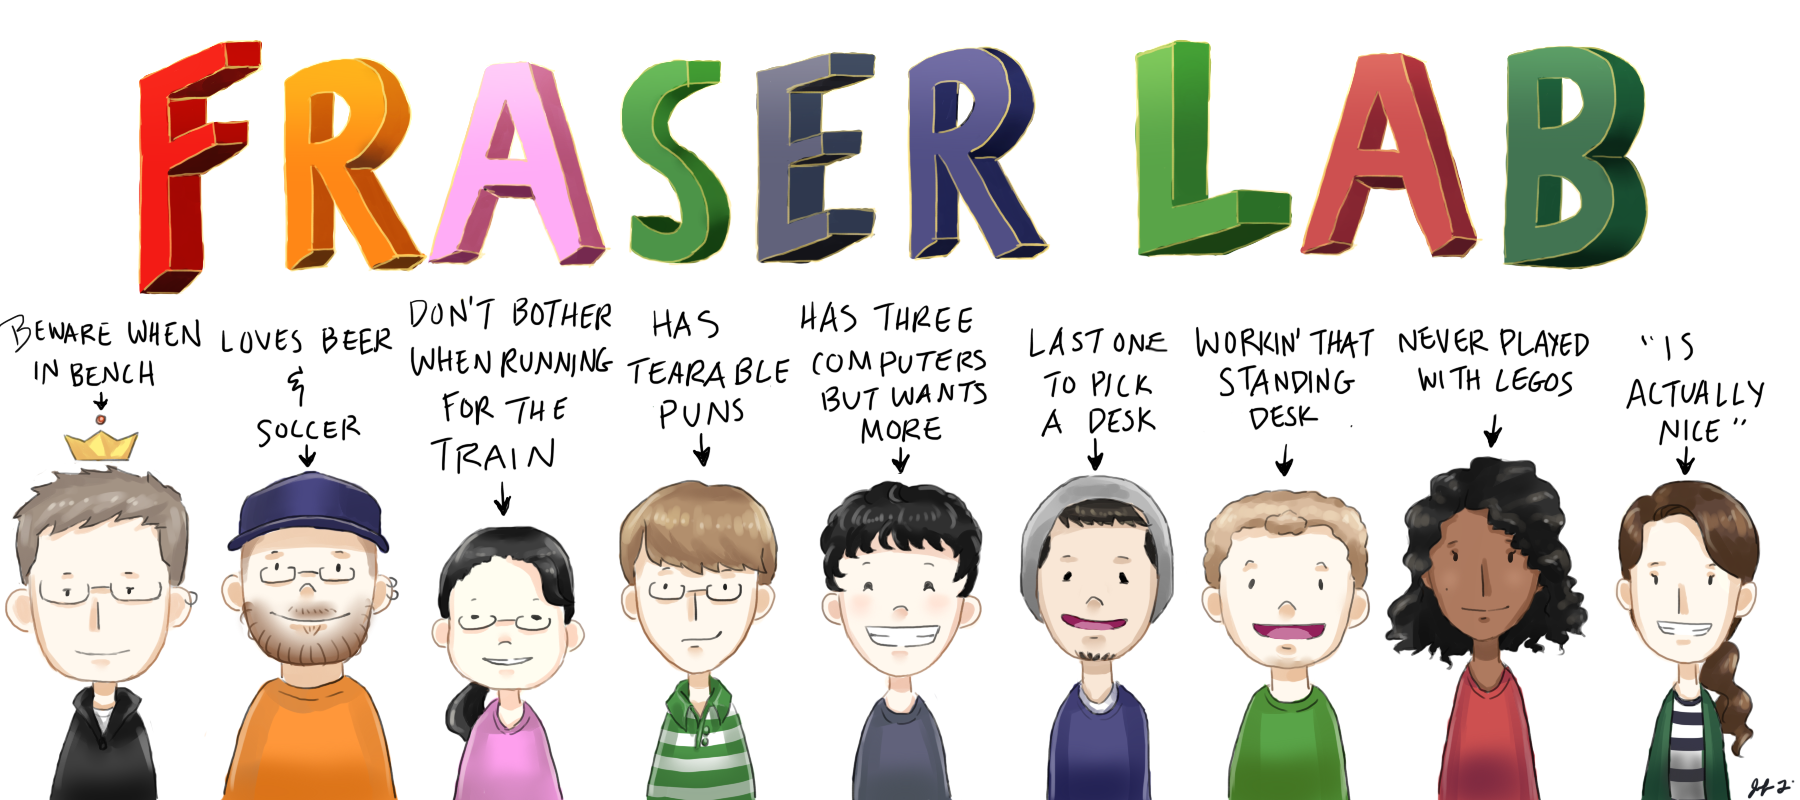 FRASER LAB
BEWARE WHEN
IN BENCH
LOVES BEER
&
SOCCER
DON'T BOTHER
WHEN RUNNING
FOR THE
TRAIN
HAS
TEARABLE
PUNS
HAS THREE
COMPUTERS
BUT WANTS
MORE
LAST ONE
TO PICK
A DESK
WORKIN' THAT
STANDING
DESK
NEVER PLAYED
WITH LEGOS
"IS
ACTUALLY
NICE"